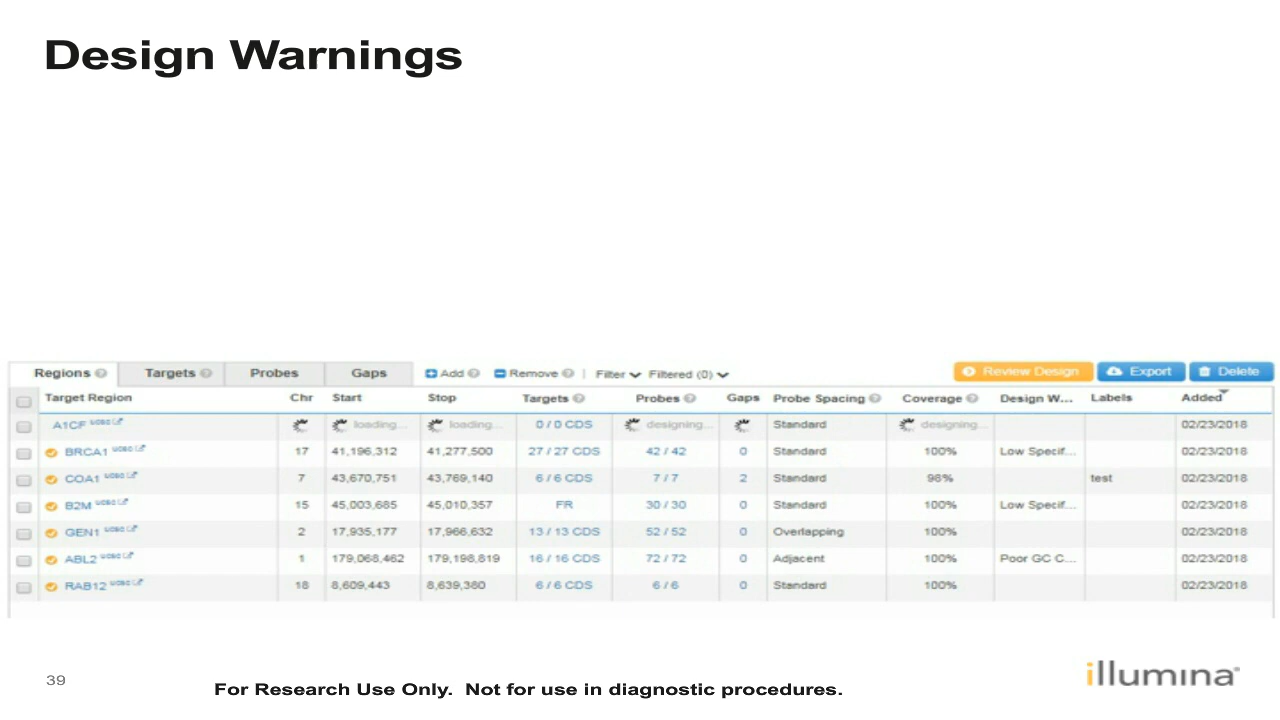 Design Warnings
Regions Targets Probes Gaps Add Remove | Filter Filtered (0) Review Design Export Delete
Target Region Chr Start Stop Targets Probes Gaps Probe Spacing Coverage Design W... Labels Added
A1CF UCSC loading... loading... 0 / 0 CDS designing... Standard designing... 02/23/2018
BRCA1 UCSC 17 41,196,312 41,277,500 27 / 27 CDS 42 / 42 0 Standard 100% Low Specif... 02/23/2018
COA1 UCSC 7 43,670,751 43,769,140 6 / 6 CDS 7 / 7 2 Standard 98% test 02/23/2018
B2M UCSC 15 45,003,685 45,010,357 FR 30 / 30 0 Standard 100% Low Specif... 02/23/2018
GEN1 UCSC 2 17,935,177 17,966,632 13 / 13 CDS 52 / 52 0 Overlapping 100% 02/23/2018
ABL2 UCSC 1 179,068,462 179,198,819 16 / 16 CDS 72 / 72 0 Adjacent 100% Poor GC C... 02/23/2018
RAB12 UCSC 18 8,609,443 8,639,380 6 / 6 CDS 6 / 6 0 Standard 100% 02/23/2018
39
For Research Use Only. Not for use in diagnostic procedures.
illumina®